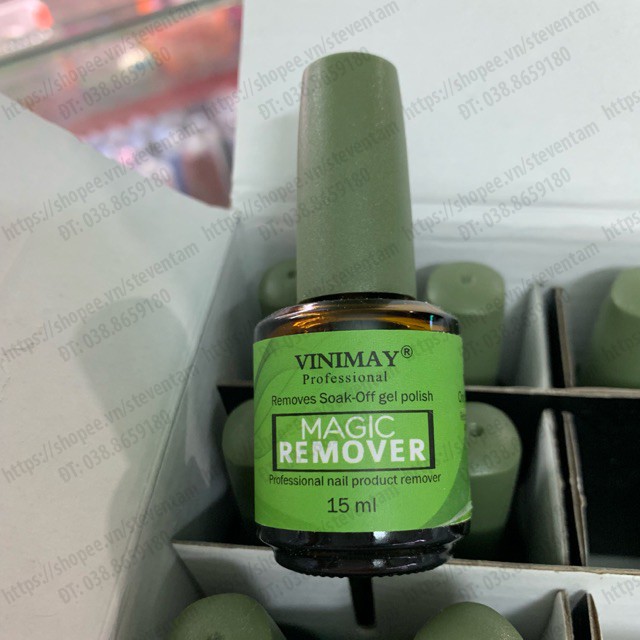 VINIMAY®
Professional
Removes Soak-Off gel polish
MAGIC
REMOVER
Professional nail product remover
15 ml
https://shopee.vn/steventam
ĐT: 038.8659180